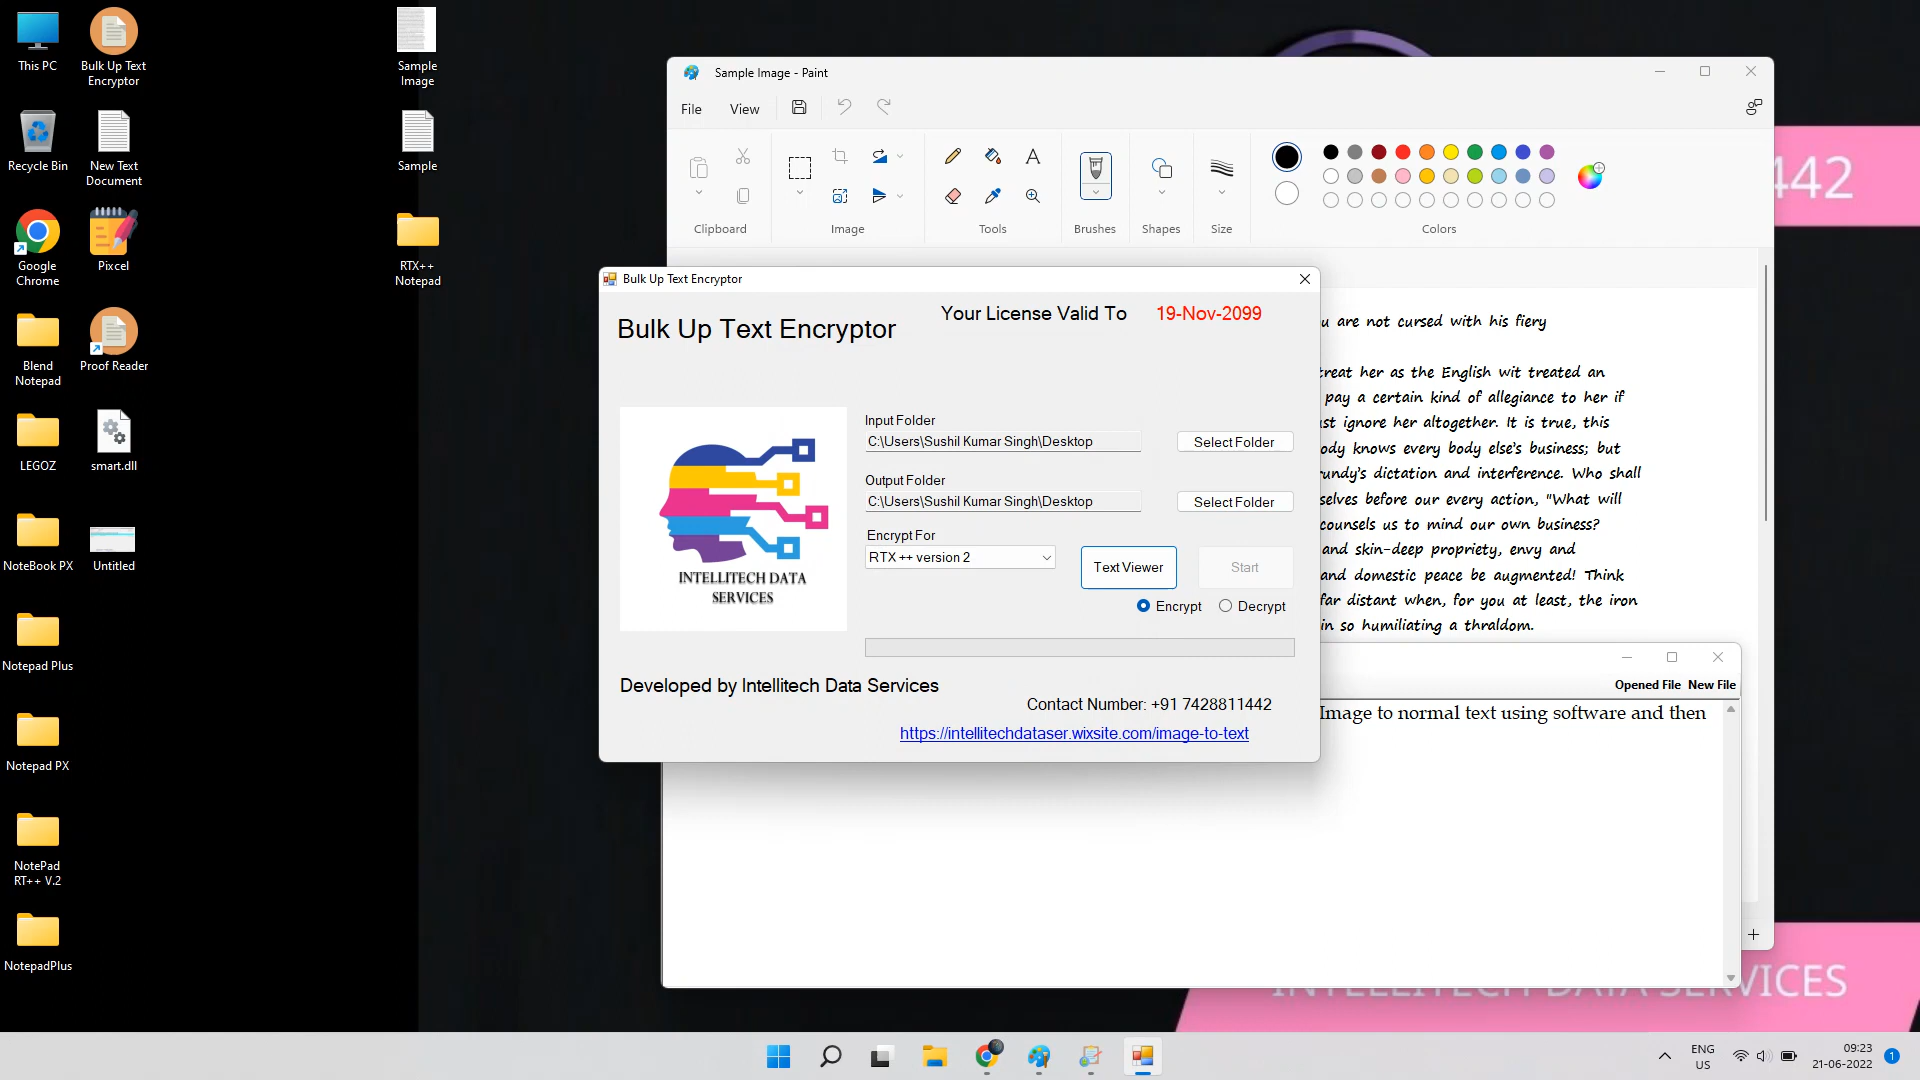 This PC
Bulk Up Text
Encryptor
Sample
Image
Recycle Bin
New Text
Document
Sample
Google
Chrome
Pixcel
RTX++
Notepad
Blend
Notepad
Proof Reader
LEGOZ
smart.dll
NoteBook PX
Untitled
Notepad Plus
Notepad PX
NotePad
RT++ V.2
NotepadPlus
Sample Image - Paint
File
View
Clipboard
Image
Tools
Brushes
Shapes
Size
Colors
442
u are not cursed with his fiery
treat her as the English wit treated an
pay a certain kind of allegiance to her if
st ignore her altogether. It is true, this
ody knows every body else's business; but
rundy's dictation and interference. Who shall
selves before our every action, "What will
counsels us to mind our own business?
and skin-deep propriety, envy and
and domestic peace be augmented! Think
far distant when, for you at least, the iron
in so humiliating a thraldom.
Bulk Up Text Encryptor
Bulk Up Text Encryptor
Your License Valid To 19-Nov-2099
Input Folder
C:\Users\Sushil Kumar Singh\Desktop
Select Folder
Output Folder
C:\Users\Sushil Kumar Singh\Desktop
Select Folder
Encrypt For
RTX ++ version 2
Text Viewer
Start
Encrypt
Decrypt
INTELLITECH DATA
SERVICES
Developed by Intellitech Data Services
Contact Number: +91 7428811442
https://intellitechdataser.wixsite.com/image-to-text
Opened File New File
Image to normal text using software and then
INTELLITECH DATA SERVICES
ENG
US
09:23
21-06-2022
1